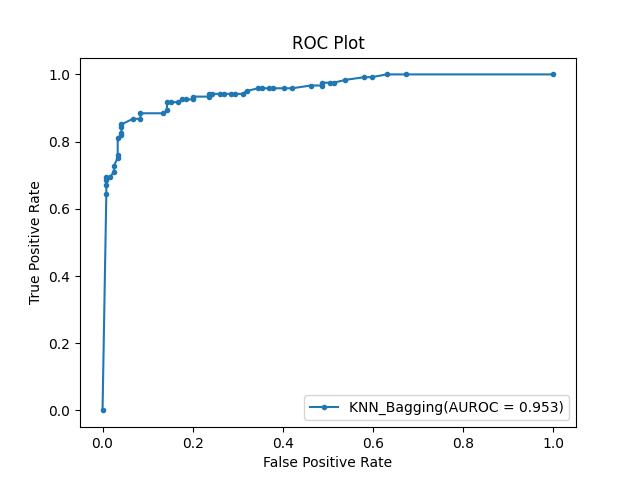 ROC Plot
1.0
0.8
0.6
0.4
0.2
0.0
True Positive Rate
0.0 0.2 0.4 0.6 0.8 1.0
False Positive Rate
KNN_Bagging(AUROC = 0.953)